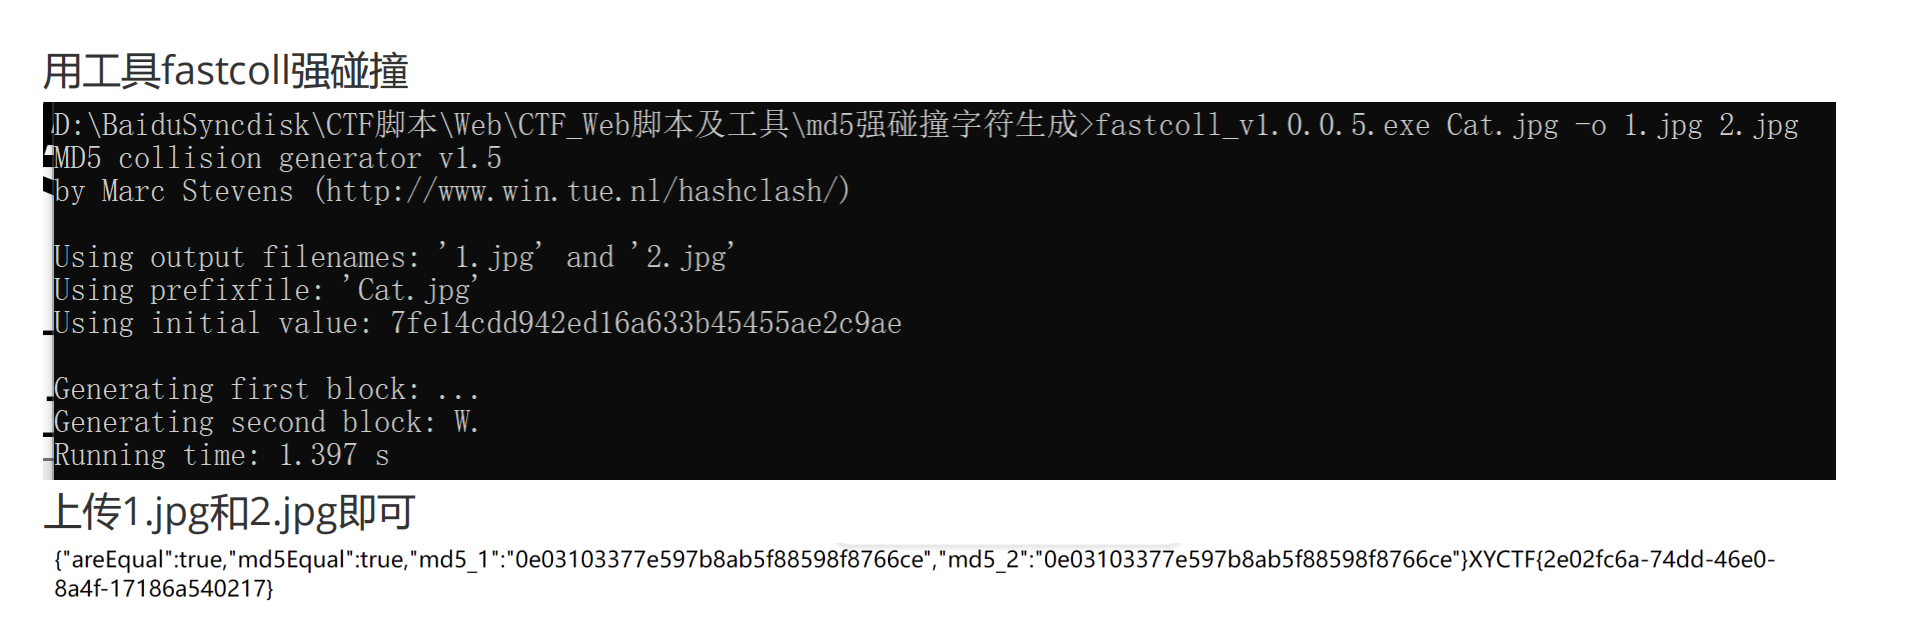 用工具fastcoll强碰撞
D:\BaiduSyncdisk\CTF脚本\Web\CTF_Web脚本及工具\md5强碰撞字符生成>fastcoll_v1.0.0.5.exe Cat.jpg -o 1.jpg 2.jpg
MD5 collision generator v1.5
by Marc Stevens (http://www.win.tue.nl/hashclash/)
Using output filenames: '1.jpg' and '2.jpg'
Using prefixfile: 'Cat.jpg'
Using initial value: 7fe14cdd942ed16a633b45455ae2c9ae
Generating first block: ...
Generating second block: W.
Running time: 1.397 s
上传1.jpg和2.jpg即可
{"areEqual":true,"md5Equal":true,"md5_1":"0e03103377e597b8ab5f88598f8766ce","md5_2":"0e03103377e597b8ab5f88598f8766ce"}XYCTF{2e02fc6a-74dd-46e0-
8a4f-17186a540217}